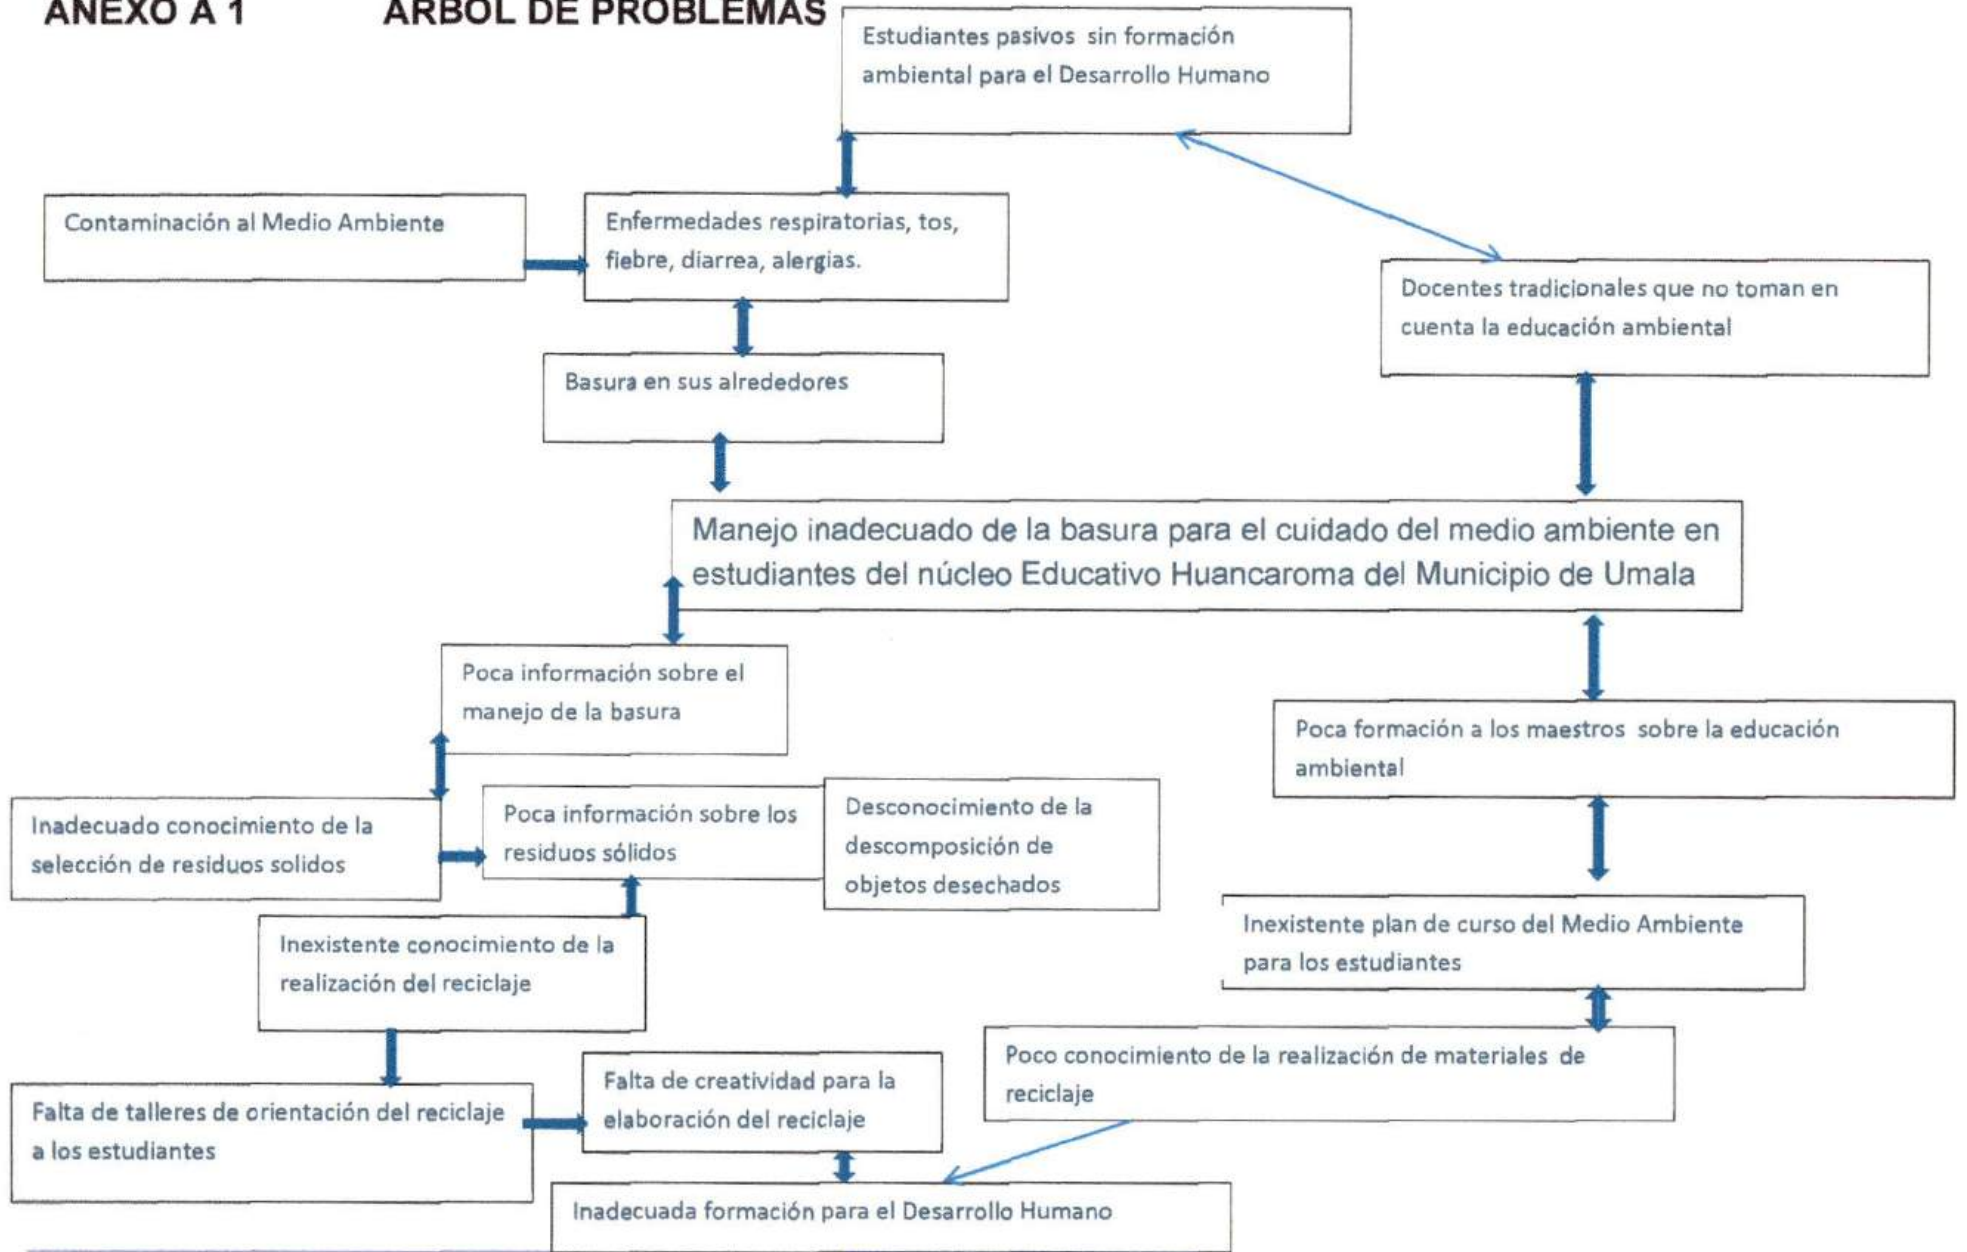 ANEXO A 1 ARBOL DE PROBLEMAS
Estudiantes pasivos sin formación
ambiental para el Desarrollo Humano
Contaminación al Medio Ambiente
Enfermedades respiratorias, tos,
fiebre, diarrea, alergias.
Docentes tradicionales que no toman en
cuenta la educación ambiental
Basura en sus alrededores
Manejo inadecuado de la basura para el cuidado del medio ambiente en
estudiantes del núcleo Educativo Huancaroma del Municipio de Umala
Poca información sobre el
manejo de la basura
Poca formación a los maestros sobre la educación
ambiental
Inadecuado conocimiento de la
selección de residuos solidos
Poca información sobre los
residuos sólidos
Desconocimiento de la
descomposición de
objetos desechados
Inexistente conocimiento de la
realización del reciclaje
Inexistente plan de curso del Medio Ambiente
para los estudiantes
Poco conocimiento de la realización de materiales de
reciclaje
Falta de talleres de orientación del reciclaje
a los estudiantes
Falta de creatividad para la
elaboración del reciclaje
Inadecuada formación para el Desarrollo Humano